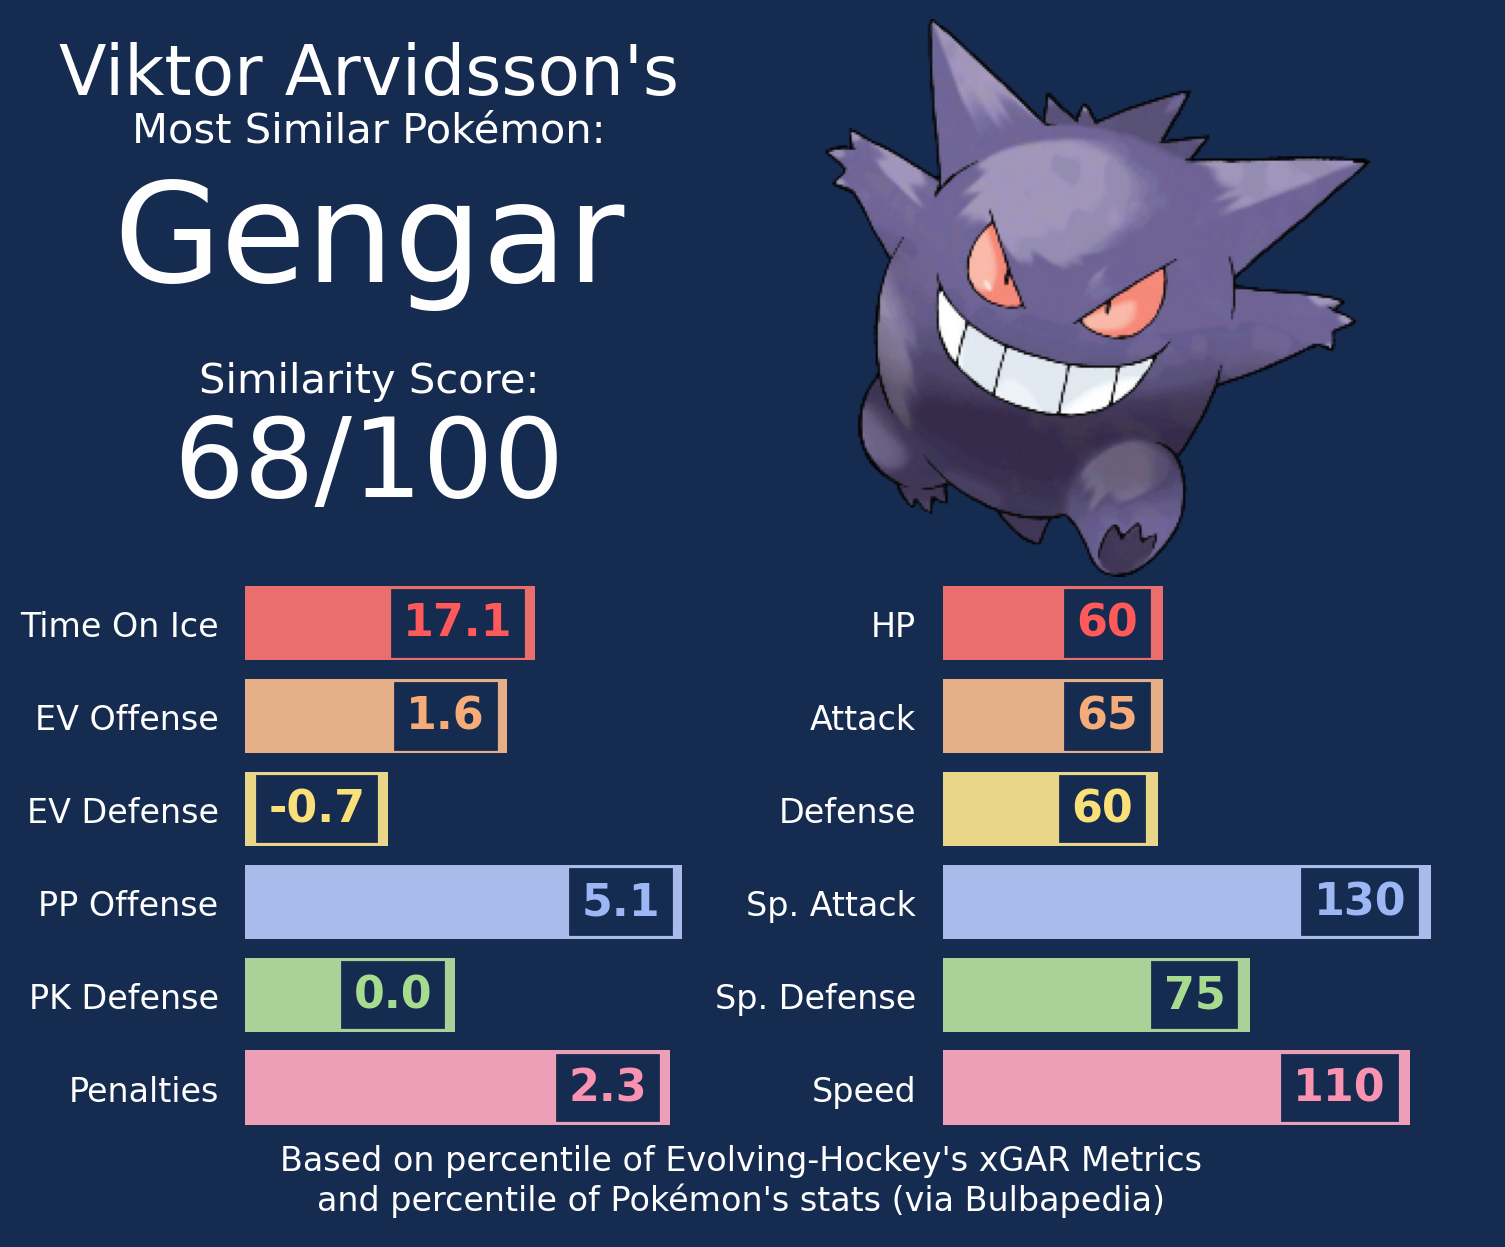 Viktor Arvidsson's
Most Similar Pokémon:
Gengar
Similarity Score:
68/100
Time On Ice 17.1
EV Offense 1.6
EV Defense -0.7
PP Offense 5.1
PK Defense 0.0
Penalties 2.3
HP 60
Attack 65
Defense 60
Sp. Attack 130
Sp. Defense 75
Speed 110
Based on percentile of Evolving-Hockey's xGAR Metrics
and percentile of Pokémon's stats (via Bulbapedia)